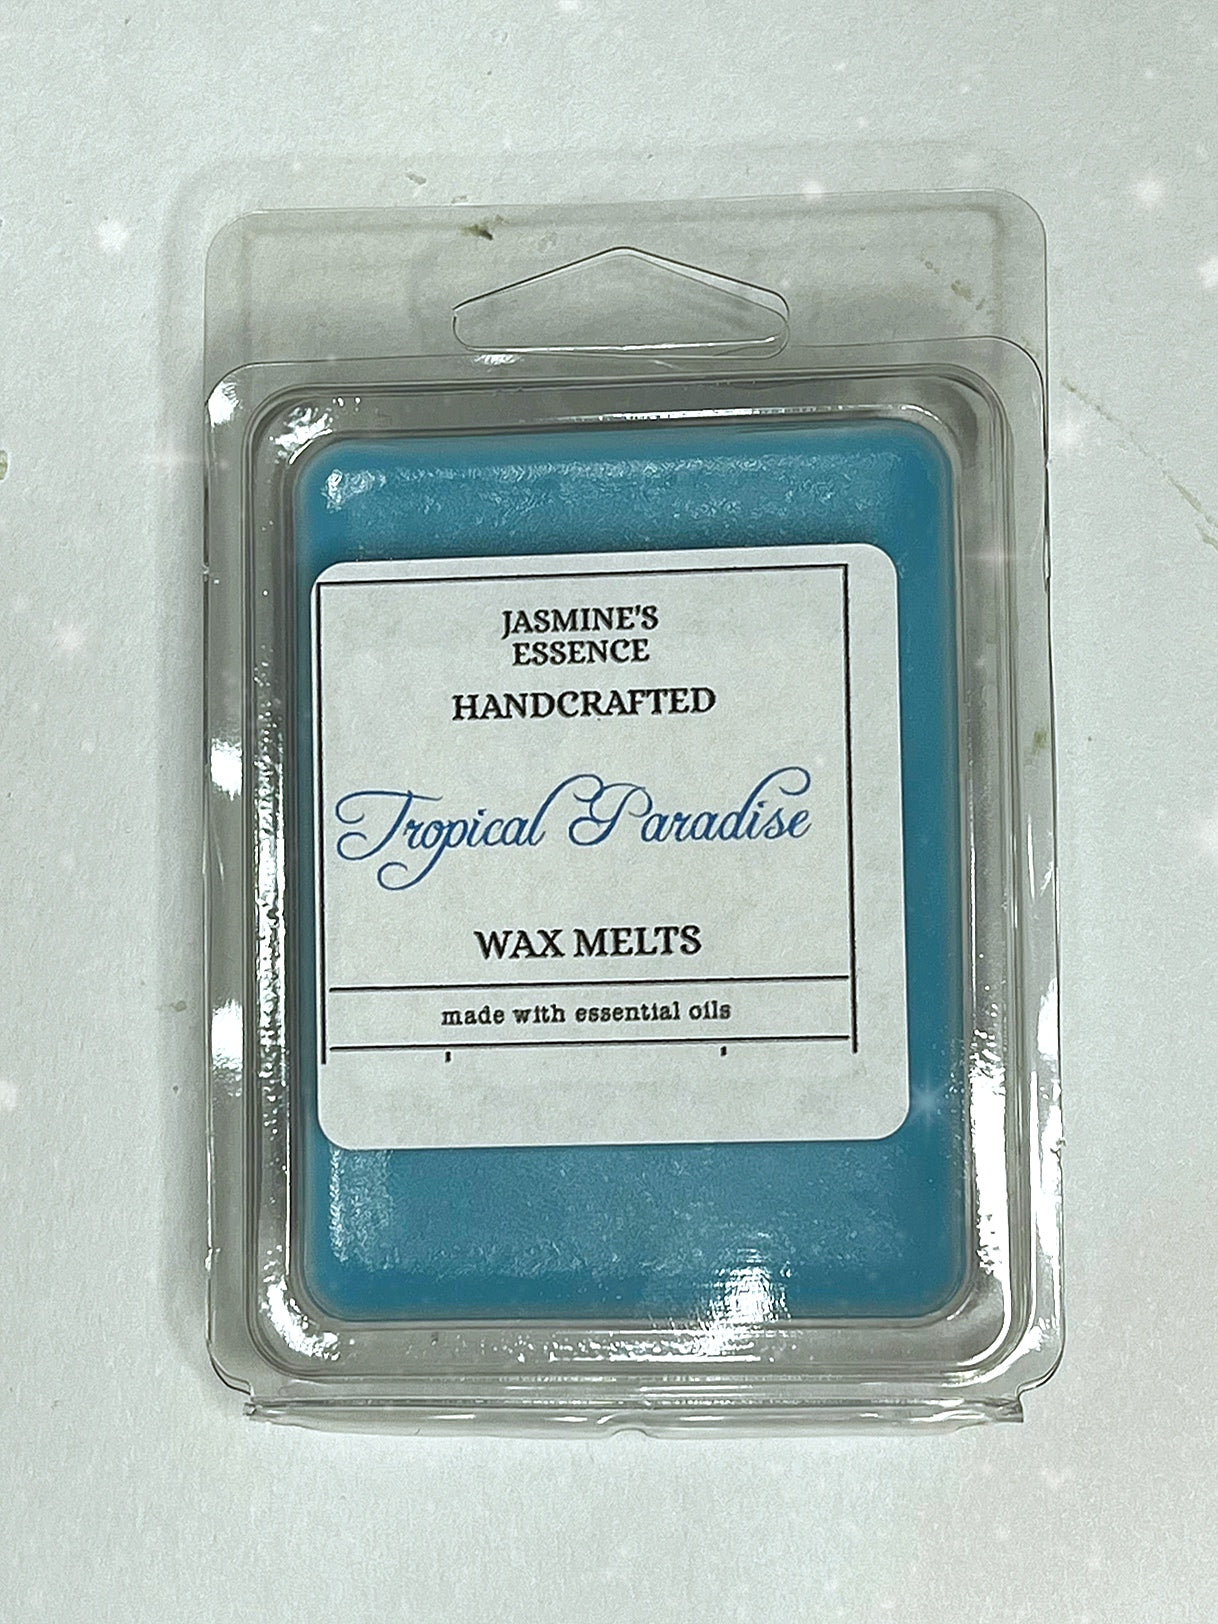 JASMINE'S
ESSENCE
HANDCRAFTED
Tropical Paradise
WAX MELTS
made with essential oils